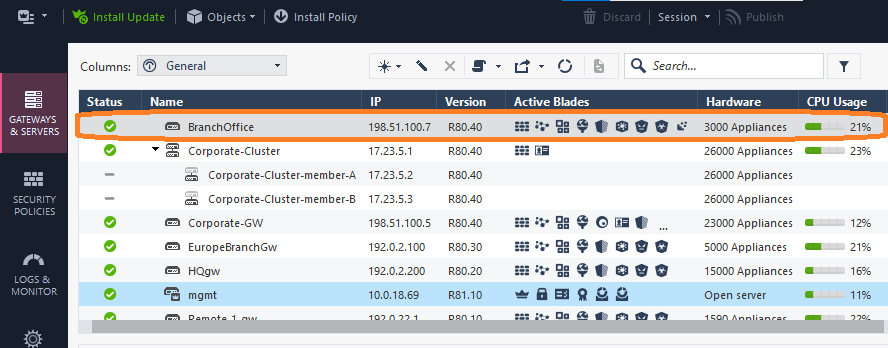 Install Update Objects Install Policy Discard Session Publish
Columns: General Search...
GATEWAYS
& SERVERS
SECURITY
POLICIES
LOGS &
MONITOR
Status Name IP Version Active Blades Hardware CPU Usage
BranchOffice 198.51.100.7 R80.40 3000 Appliances 21%
Corporate-Cluster 17.23.5.1 R80.40 26000 Appliances 23%
Corporate-Cluster-member-A 17.23.5.2 R80.40 26000 Appliances
Corporate-Cluster-member-B 17.23.5.3 R80.40 26000 Appliances
Corporate-GW 198.51.100.5 R80.40 ... 23000 Appliances 12%
EuropeBranchGw 192.0.2.100 R80.30 5000 Appliances 21%
HQgw 192.0.2.200 R80.20 15000 Appliances 16%
mgmt 10.0.18.69 R81.10 Open server 11%
Remote-1-gw 192.0.22.1 R80.10 1590 Appliances 22%